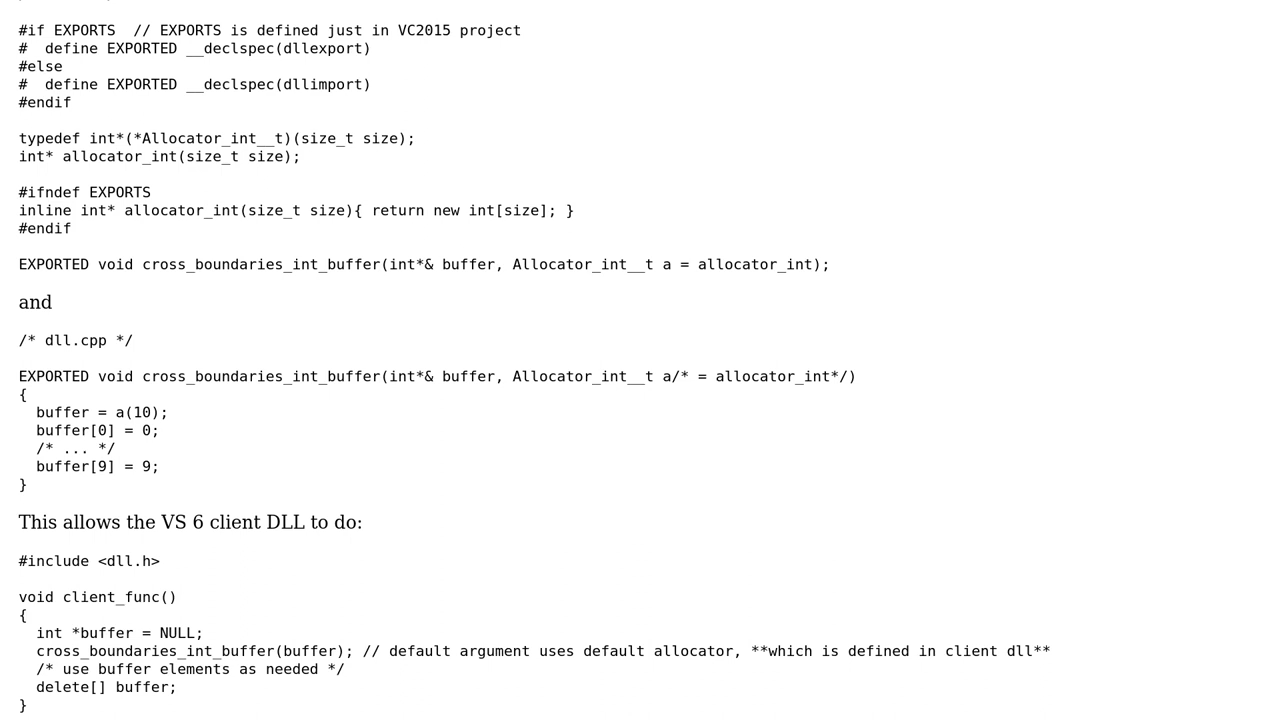 #if EXPORTS  // EXPORTS is defined just in VC2015 project
#  define EXPORTED __declspec(dllexport)
#else
#  define EXPORTED __declspec(dllimport)
#endif

typedef int*(*Allocator_int__t)(size_t size);
int* allocator_int(size_t size);

#ifndef EXPORTS
inline int* allocator_int(size_t size){ return new int[size]; }
#endif

EXPORTED void cross_boundaries_int_buffer(int*& buffer, Allocator_int__t a = allocator_int);

and

/* dll.cpp */

EXPORTED void cross_boundaries_int_buffer(int*& buffer, Allocator_int__t a/* = allocator_int*/)
{
  buffer = a(10);
  buffer[0] = 0;
  /* ... */
  buffer[9] = 9;
}

This allows the VS 6 client DLL to do:

#include <dll.h>

void client_func()
{
  int *buffer = NULL;
  cross_boundaries_int_buffer(buffer); // default argument uses default allocator, **which is defined in client dll**
  /* use buffer elements as needed */
  delete[] buffer;
}